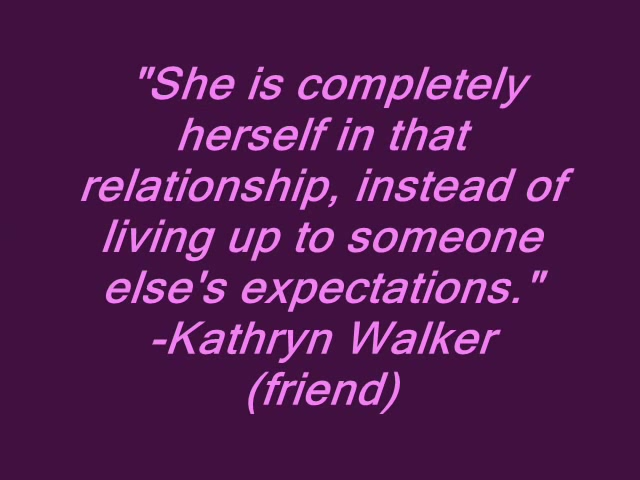 "She is completely
herself in that
relationship, instead of
living up to someone
else's expectations."
-Kathryn Walker
(friend)